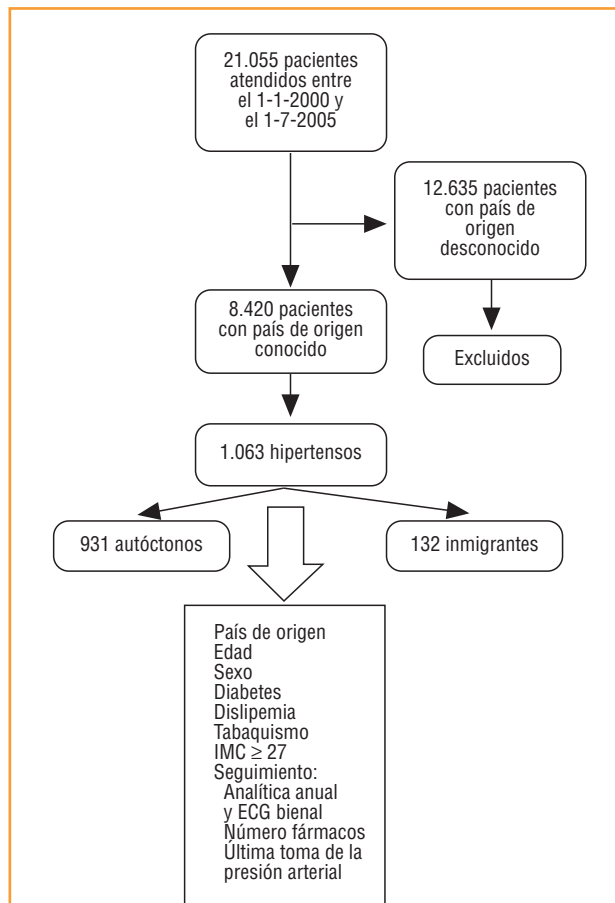 21.055 pacientes
atendidos entre
el 1-1-2000 y
el 1-7-2005
12.635 pacientes
con país de
origen
desconocido
8.420 pacientes
con país de origen
conocido
Excluidos
1.063 hipertensos
931 autóctonos
132 inmigrantes
País de origen
Edad
Sexo
Diabetes
Dislipemia
Tabaquismo
IMC ≥ 27
Seguimiento:
Analítica anual
y ECG bienal
Número fármacos
Última toma de la
presión arterial